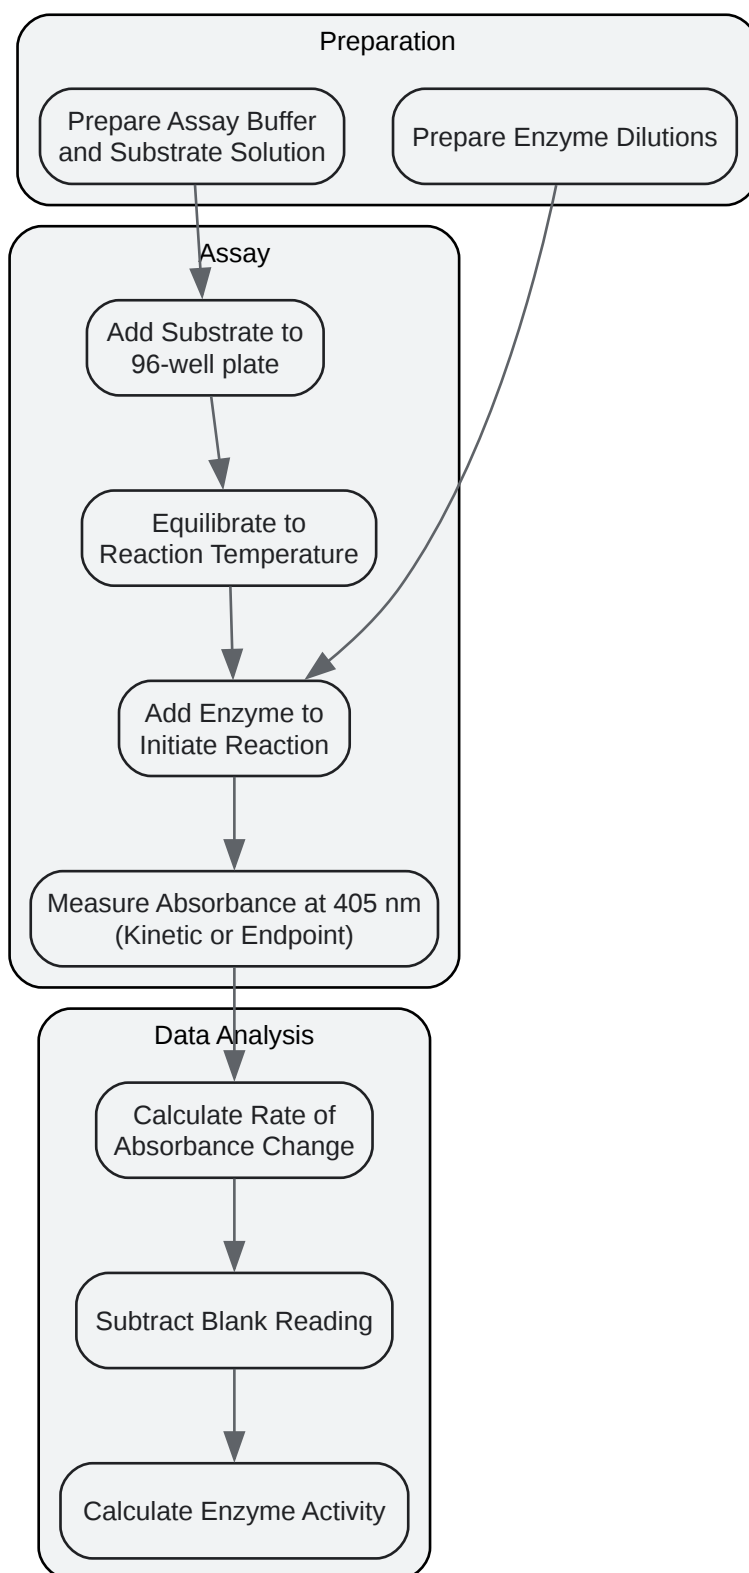 Preparation
Prepare Assay Buffer
and Substrate Solution
Prepare Enzyme Dilutions
Assay
Add Substrate to
96-well plate
Equilibrate to
Reaction Temperature
Add Enzyme to
Initiate Reaction
Measure Absorbance at 405 nm
(Kinetic or Endpoint)
Data Analysis
Calculate Rate of
Absorbance Change
Subtract Blank Reading
Calculate Enzyme Activity